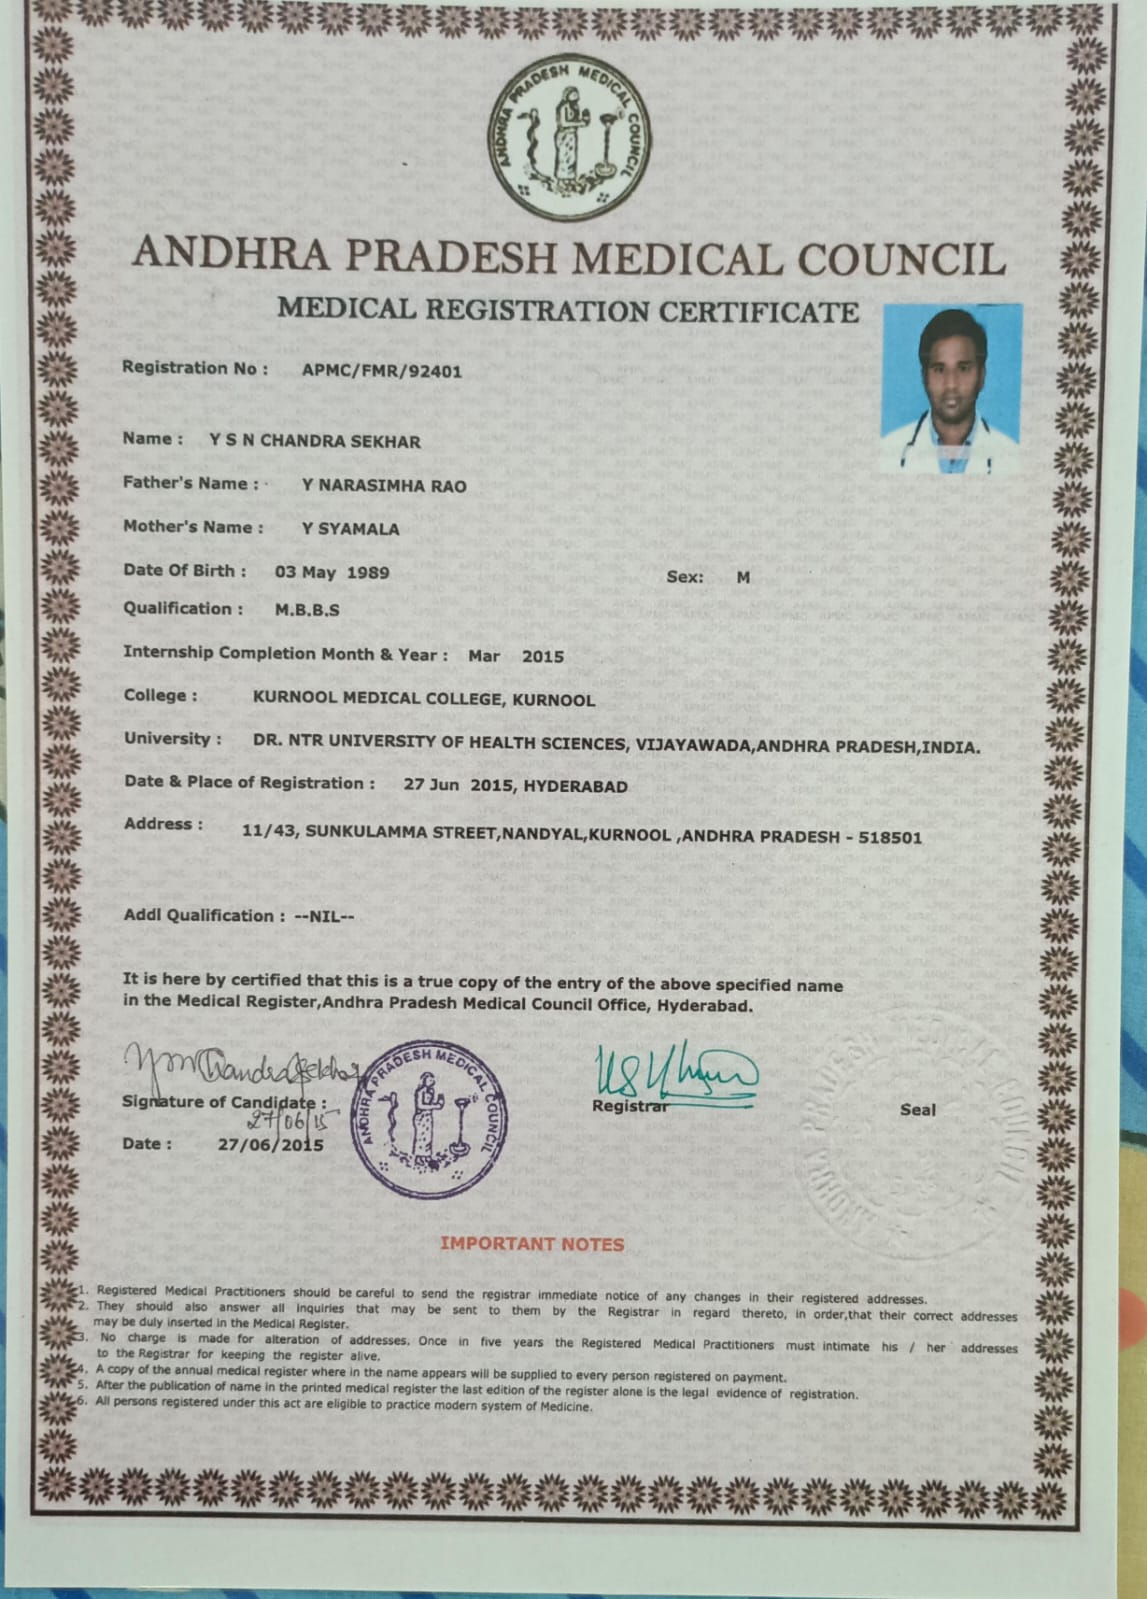 ANDHRA PRADESH MEDICAL COUNCIL
ANDHRA PRADESH MEDICAL COUNCIL
MEDICAL REGISTRATION CERTIFICATE
Registration No : APMC/FMR/92401
Name : Y S N CHANDRA SEKHAR
Father's Name : Y NARASIMHA RAO
Mother's Name : Y SYAMALA
Date Of Birth : 03 May 1989 Sex: M
Qualification : M.B.B.S
Internship Completion Month & Year : Mar 2015
College : KURNOOL MEDICAL COLLEGE, KURNOOL
University : DR. NTR UNIVERSITY OF HEALTH SCIENCES, VIJAYAWADA,ANDHRA PRADESH,INDIA.
Date & Place of Registration : 27 Jun 2015, HYDERABAD
Address : 11/43, SUNKULAMMA STREET,NANDYAL,KURNOOL ,ANDHRA PRADESH - 518501
Addl Qualification : --NIL--
It is here by certified that this is a true copy of the entry of the above specified name
in the Medical Register,Andhra Pradesh Medical Council Office, Hyderabad.
ANDHRA PRADESH MEDICAL COUNCIL
Signature of Candidate : Registrar Seal
27/06/15
Date : 27/06/2015
IMPORTANT NOTES
1. Registered Medical Practitioners should be careful to send the registrar immediate notice of any changes in their registered addresses.
2. They should also answer all inquiries that may be sent to them by the Registrar in regard thereto, in order,that their correct addresses
may be duly inserted in the Medical Register.
3. No charge is made for alteration of addresses. Once in five years the Registered Medical Practitioners must intimate his / her addresses
to the Registrar for keeping the register alive.
4. A copy of the annual medical register where in the name appears will be supplied to every person registered on payment.
5. After the publication of name in the printed medical register the last edition of the register alone is the legal evidence of registration.
6. All persons registered under this act are eligible to practice modern system of Medicine.